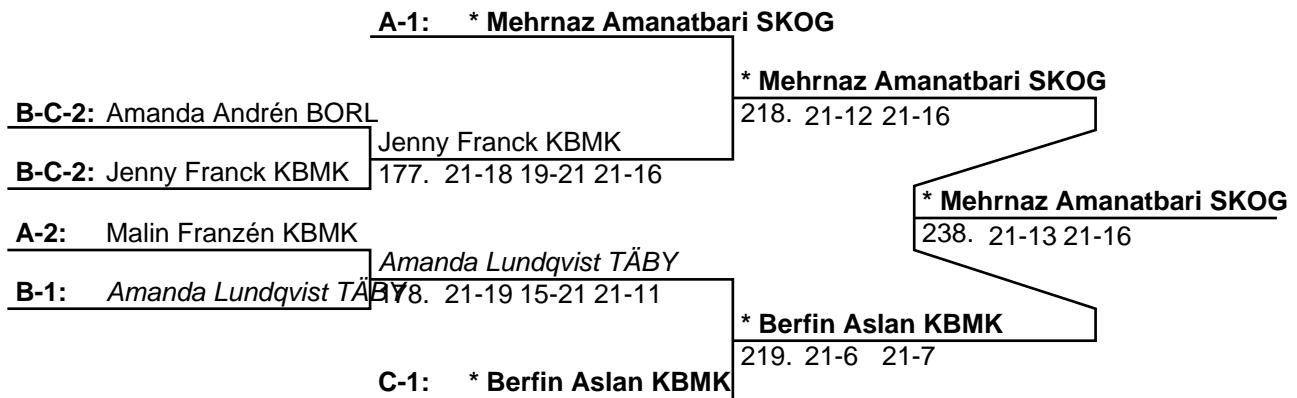 A-1: * Mehrnaz Amanatbari SKOG
* Mehrnaz Amanatbari SKOG
218. 21-12 21-16
B-C-2: Amanda Andrén BORL
Jenny Franck KBMK
B-C-2: Jenny Franck KBMK
177. 21-18 19-21 21-16
* Mehrnaz Amanatbari SKOG
238. 21-13 21-16
A-2: Malin Franzén KBMK
Amanda Lundqvist TÄBY
B-1: Amanda Lundqvist TÄBY
178. 21-19 15-21 21-11
* Berfin Aslan KBMK
219. 21-6 21-7
C-1: * Berfin Aslan KBMK